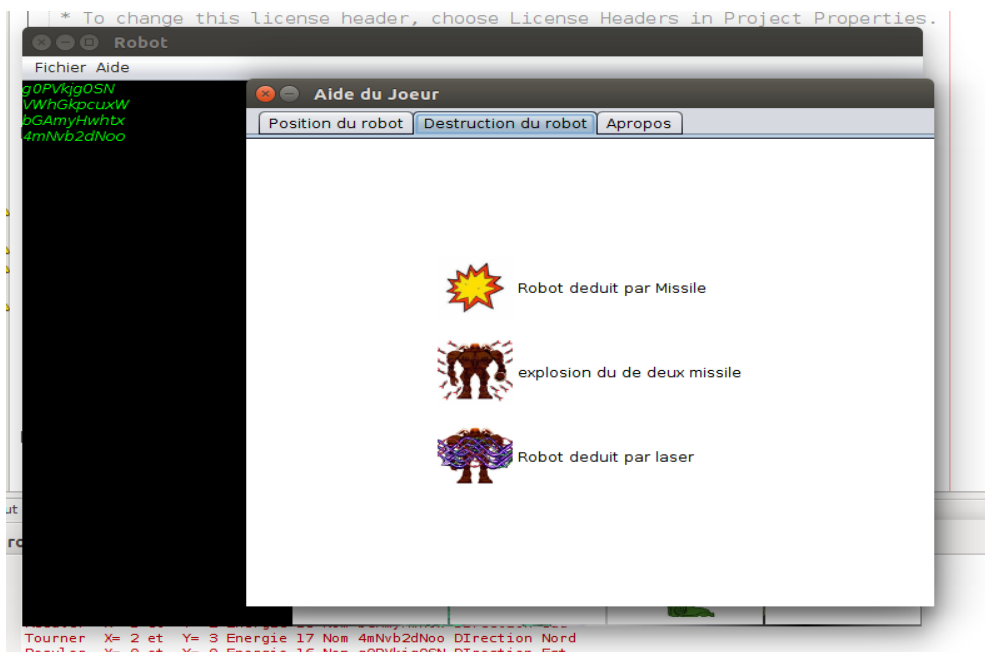 * To change this license header, choose License Headers in Project Properties.
Robot
Fichier Aide
g0PVkjg0SN
VWhGkpcuxW
bGAmyHwhtx
4mNvb2dNoo
Aide du Joeur
Position du robot Destruction du robot Apropos
Robot deduit par Missile
explosion du de deux missile
Robot deduit par laser
ut
Tourner X= 2 et Y= 3 Energie 17 Nom 4mNvb2dNoo DIrection Nord